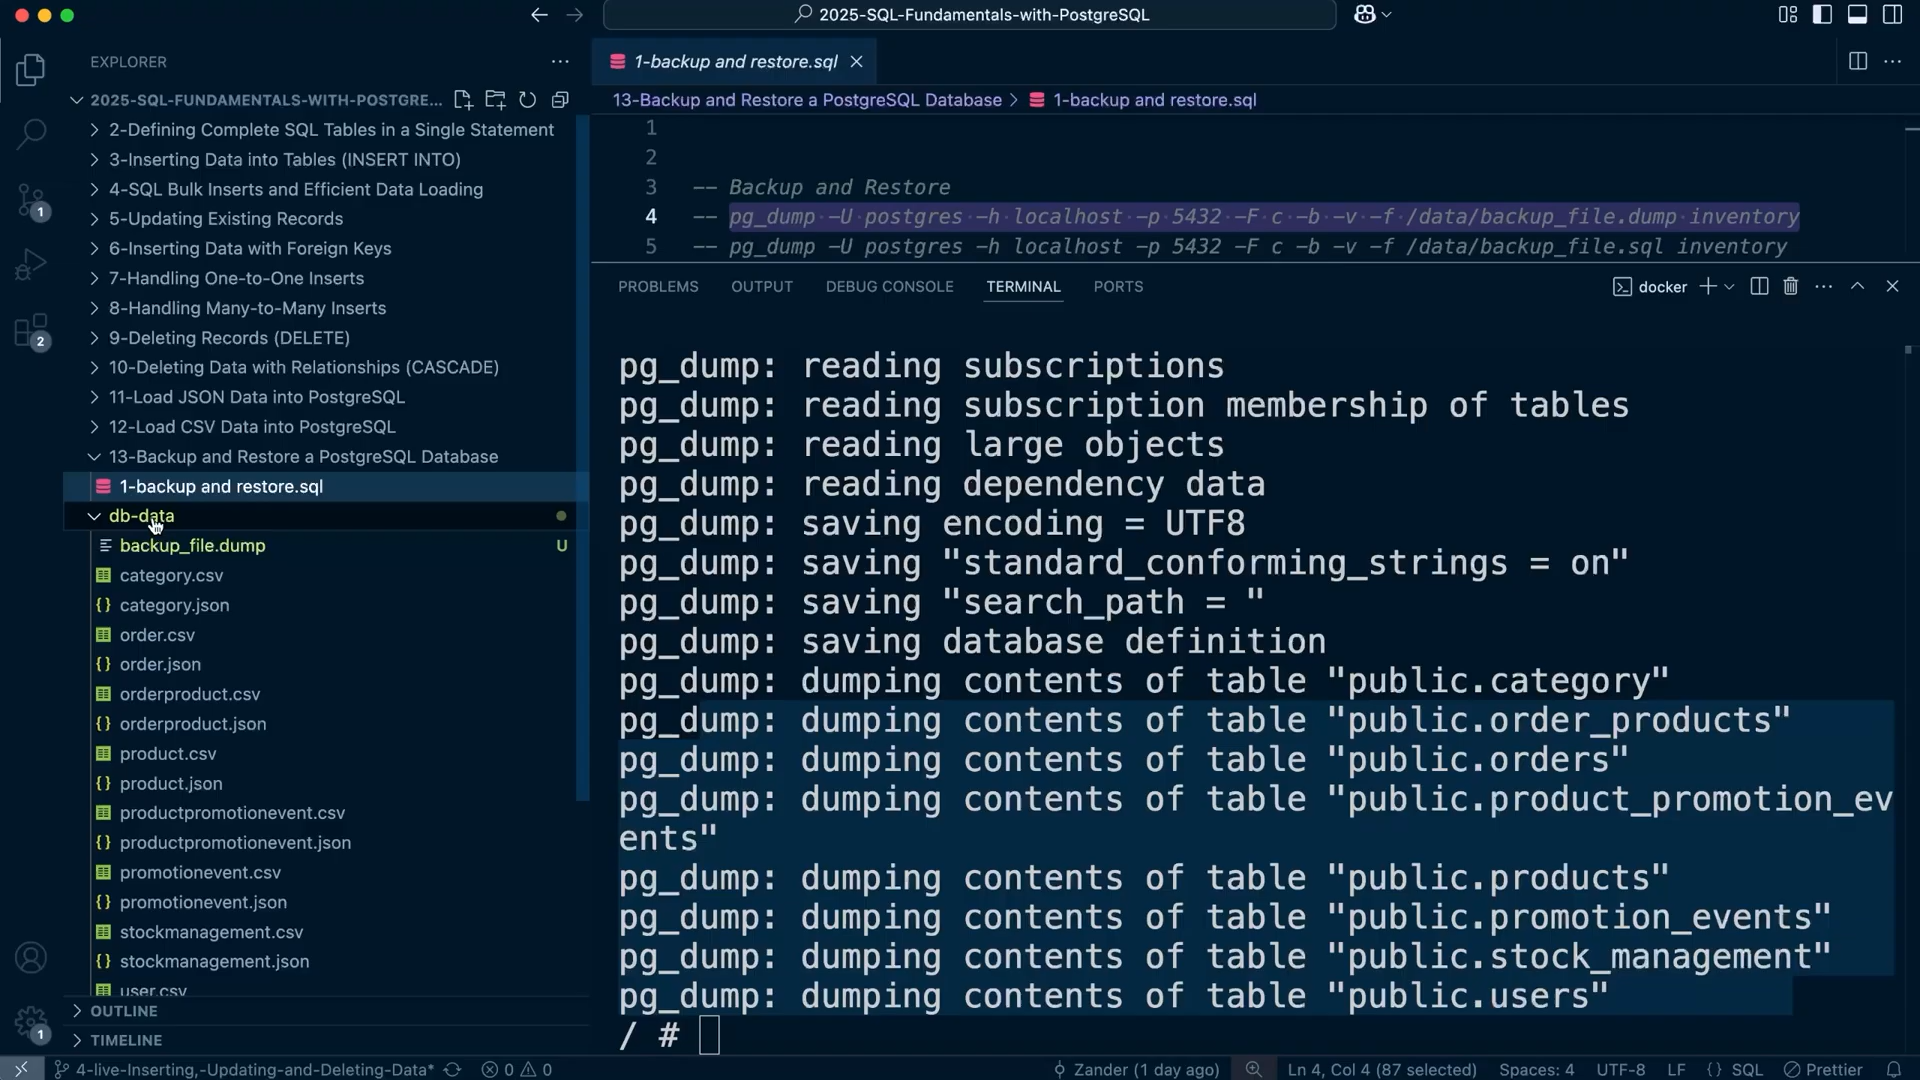 2025-SQL-Fundamentals-with-PostgreSQL
EXPLORER
2025-SQL-FUNDAMENTALS-WITH-POSTGRE...
2-Defining Complete SQL Tables in a Single Statement
3-Inserting Data into Tables (INSERT INTO)
4-SQL Bulk Inserts and Efficient Data Loading
5-Updating Existing Records
6-Inserting Data with Foreign Keys
7-Handling One-to-One Inserts
8-Handling Many-to-Many Inserts
9-Deleting Records (DELETE)
10-Deleting Data with Relationships (CASCADE)
11-Load JSON Data into PostgreSQL
12-Load CSV Data into PostgreSQL
13-Backup and Restore a PostgreSQL Database
1-backup and restore.sql
db-data
backup_file.dump U
category.csv
category.json
order.csv
order.json
orderproduct.csv
orderproduct.json
product.csv
product.json
productpromotionevent.csv
productpromotionevent.json
promotionevent.csv
promotionevent.json
stockmanagement.csv
stockmanagement.json
user.csv
OUTLINE
TIMELINE
1
2
1
1-backup and restore.sql
13-Backup and Restore a PostgreSQL Database > 1-backup and restore.sql
1
2
3 -- Backup and Restore
4 -- pg_dump -U postgres -h localhost -p 5432 -F c -b -v -f /data/backup_file.dump inventory
5 -- pg_dump -U postgres -h localhost -p 5432 -F c -b -v -f /data/backup_file.sql inventory
PROBLEMS OUTPUT DEBUG CONSOLE TERMINAL PORTS docker
pg_dump: reading subscriptions
pg_dump: reading subscription membership of tables
pg_dump: reading large objects
pg_dump: reading dependency data
pg_dump: saving encoding = UTF8
pg_dump: saving "standard_conforming_strings = on"
pg_dump: saving "search_path = "
pg_dump: saving database definition
pg_dump: dumping contents of table "public.category"
pg_dump: dumping contents of table "public.order_products"
pg_dump: dumping contents of table "public.orders"
pg_dump: dumping contents of table "public.product_promotion_ev
ents"
pg_dump: dumping contents of table "public.products"
pg_dump: dumping contents of table "public.promotion_events"
pg_dump: dumping contents of table "public.stock_management"
pg_dump: dumping contents of table "public.users"
/ #
4-live-Inserting,-Updating-and-Deleting-Data* 0 0 Zander (1 day ago) Ln 4, Col 4 (87 selected) Spaces: 4 UTF-8 LF {} SQL Prettier